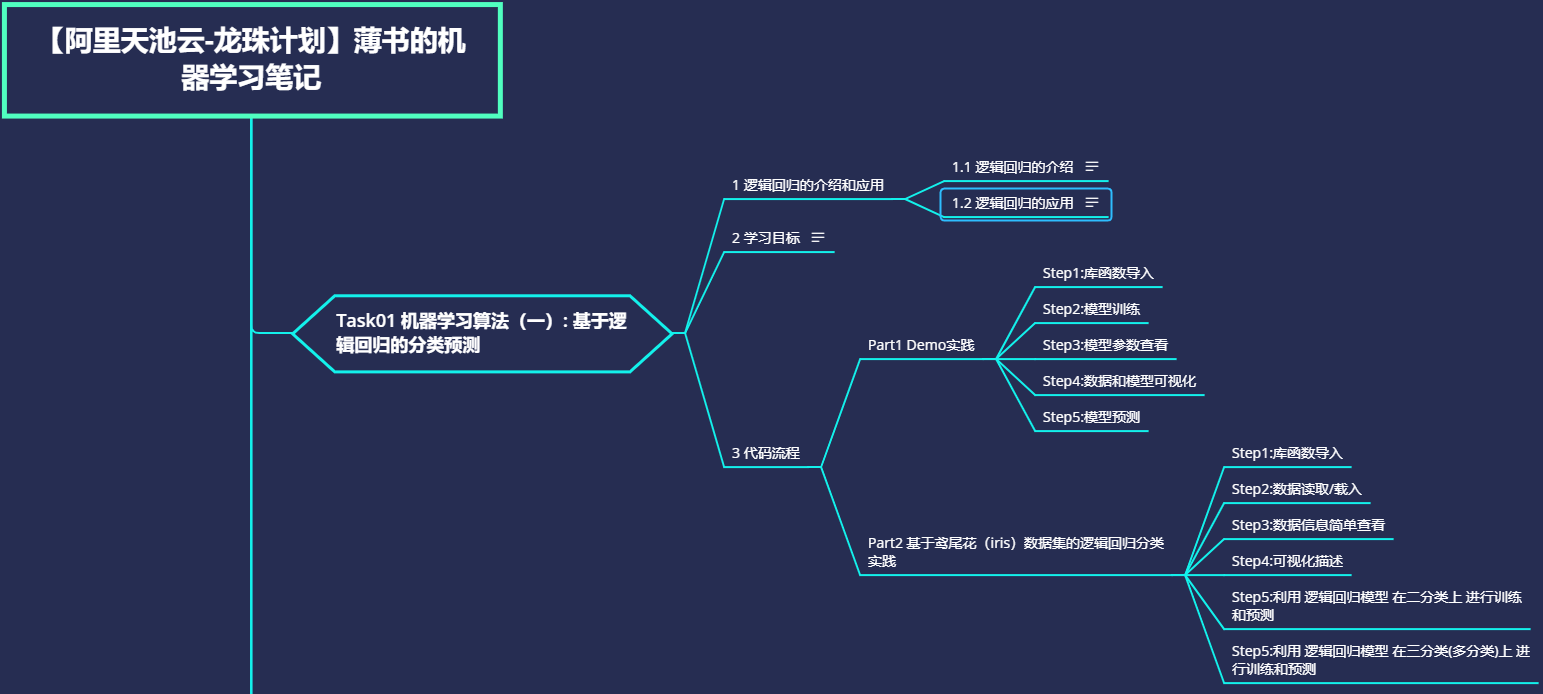 【阿里天池云-龙珠计划】薄书的机
器学习笔记
Task01 机器学习算法（一）: 基于逻
辑回归的分类预测
1 逻辑回归的介绍和应用
1.1 逻辑回归的介绍
1.2 逻辑回归的应用
2 学习目标
3 代码流程
Part1 Demo实践
Step1:库函数导入
Step2:模型训练
Step3:模型参数查看
Step4:数据和模型可视化
Step5:模型预测
Part2 基于鸢尾花（iris）数据集的逻辑回归分类
实践
Step1:库函数导入
Step2:数据读取/载入
Step3:数据信息简单查看
Step4:可视化描述
Step5:利用 逻辑回归模型 在二分类上 进行训练
和预测
Step5:利用 逻辑回归模型 在三分类(多分类)上 进
行训练和预测